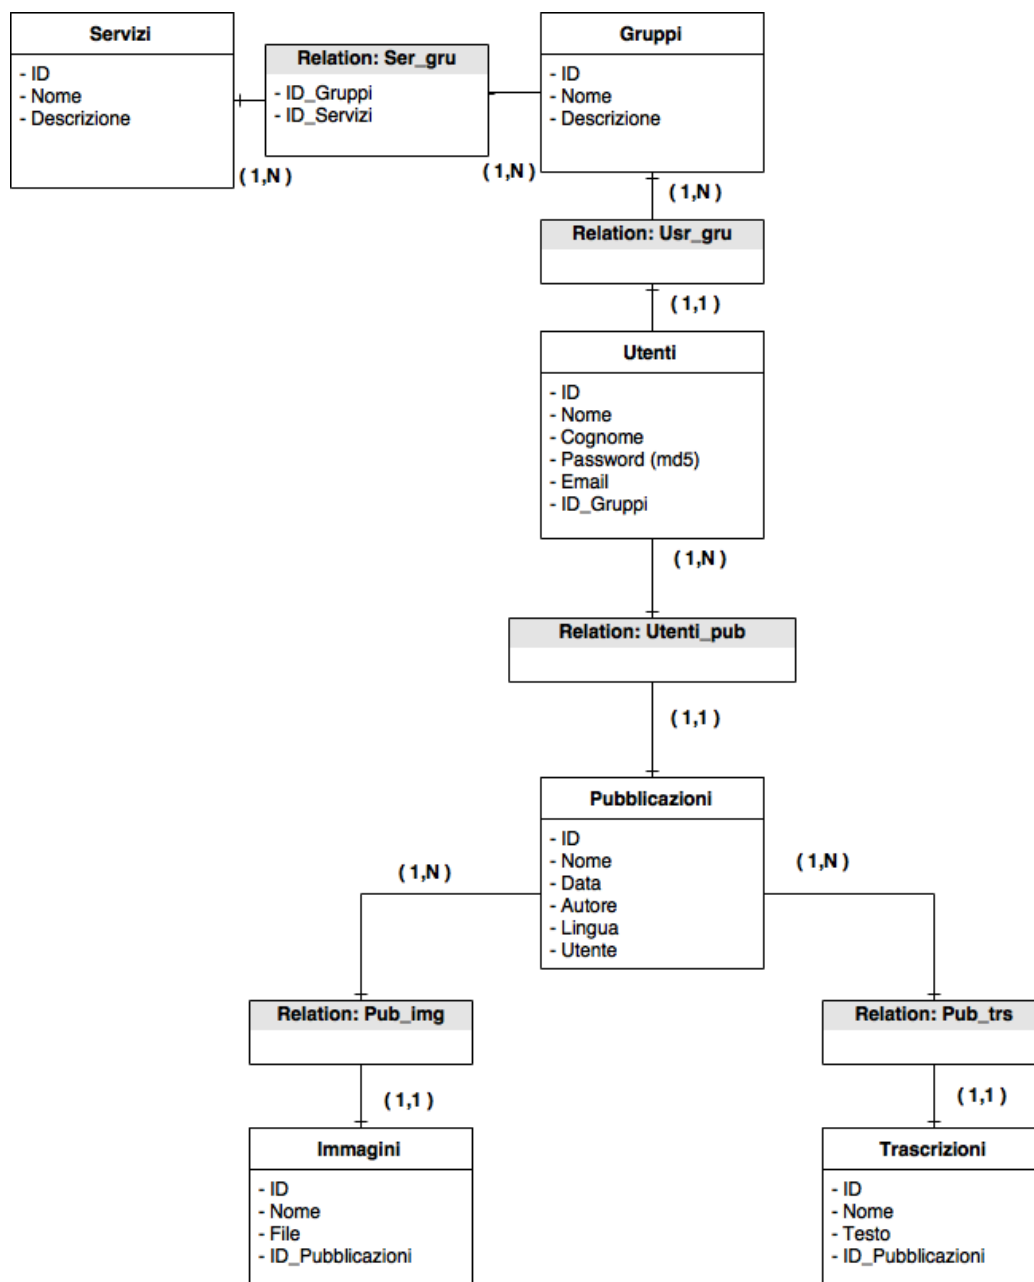 Servizi
- ID
- Nome
- Descrizione
( 1,N )
Relation: Ser_gru
- ID_Gruppi
- ID_Servizi
( 1,N )
Gruppi
- ID
- Nome
- Descrizione
( 1,N )
Relation: Usr_gru
( 1,1 )
Utenti
- ID
- Nome
- Cognome
- Password (md5)
- Email
- ID_Gruppi
( 1,N )
Relation: Utenti_pub
( 1,1 )
Pubblicazioni
- ID
- Nome
- Data
- Autore
- Lingua
- Utente
( 1,N )
( 1,N )
Relation: Pub_img
( 1,1 )
Immagini
- ID
- Nome
- File
- ID_Pubblicazioni
Relation: Pub_trs
( 1,1 )
Trascrizioni
- ID
- Nome
- Testo
- ID_Pubblicazioni